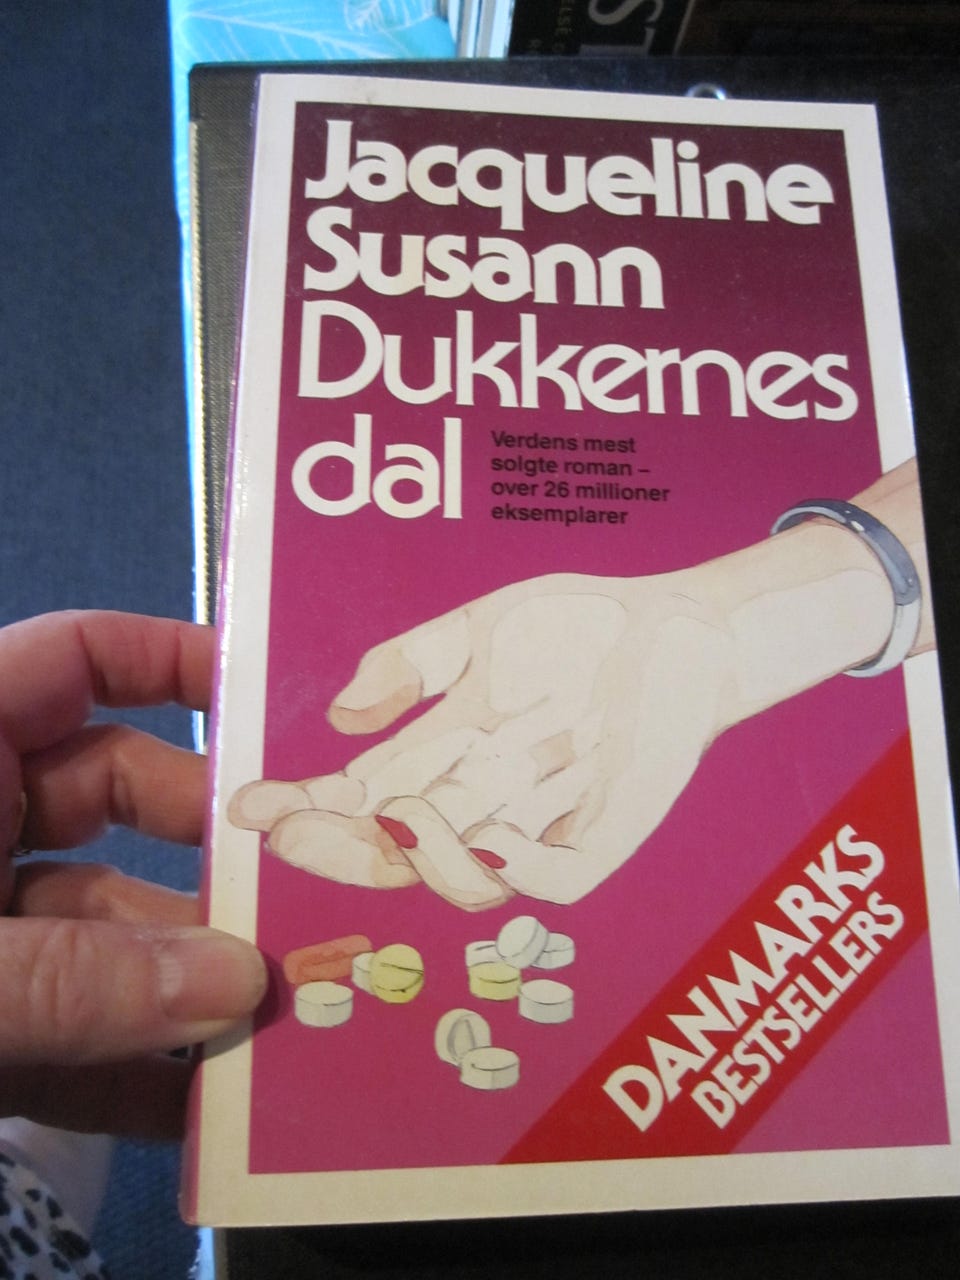 Jacqueline
Susann
Dukkernes
dal
Verdens mest
solgte roman –
over 26 millioner
eksemplarer
DANMARKS
BESTSELLERS